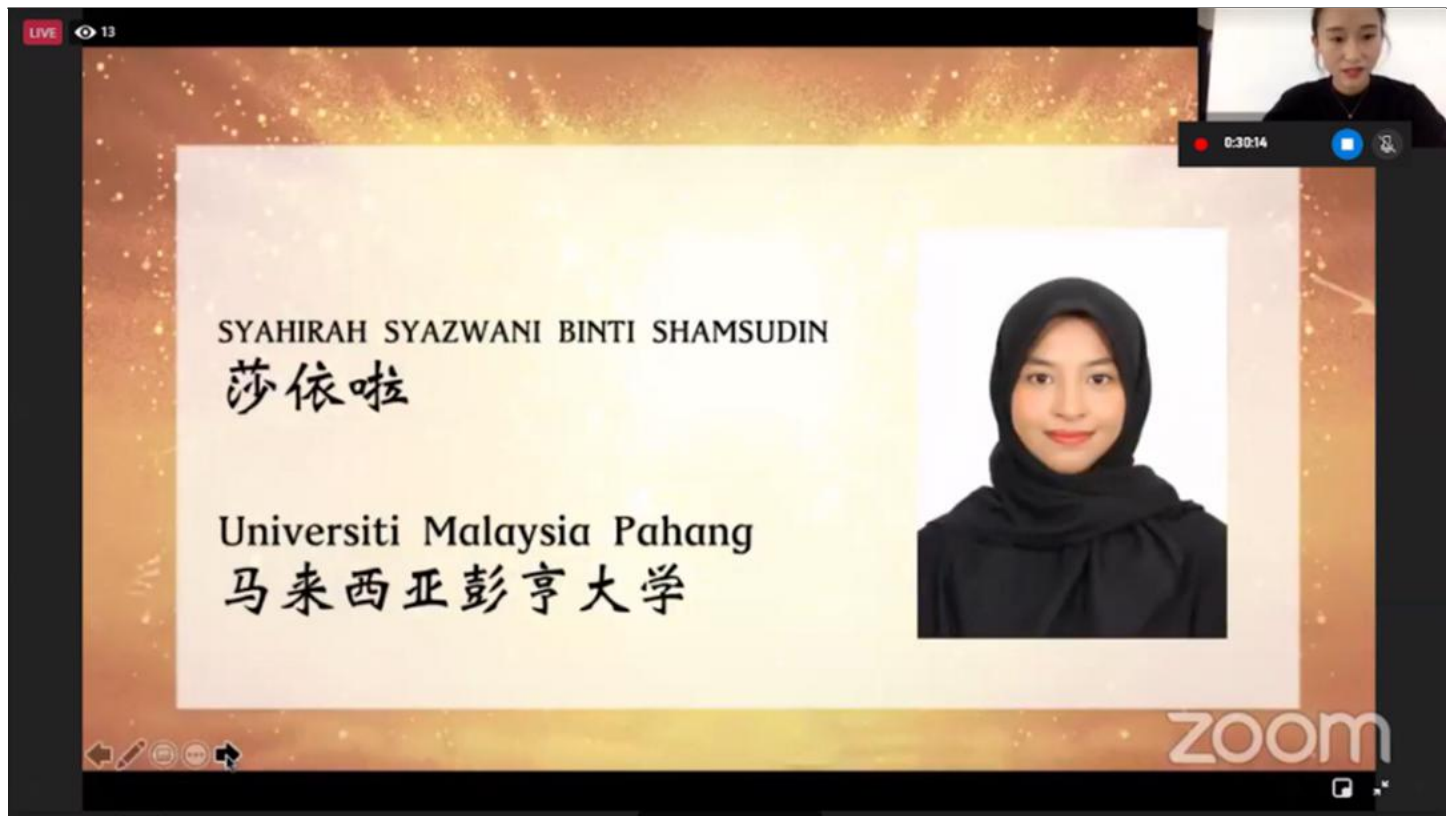 LIVE 13
0:30:14
SYAHIRAH SYAZWANI BINTI SHAMSUDIN
莎依啦
Universiti Malaysia Pahang
马来西亚彭亨大学
zoom